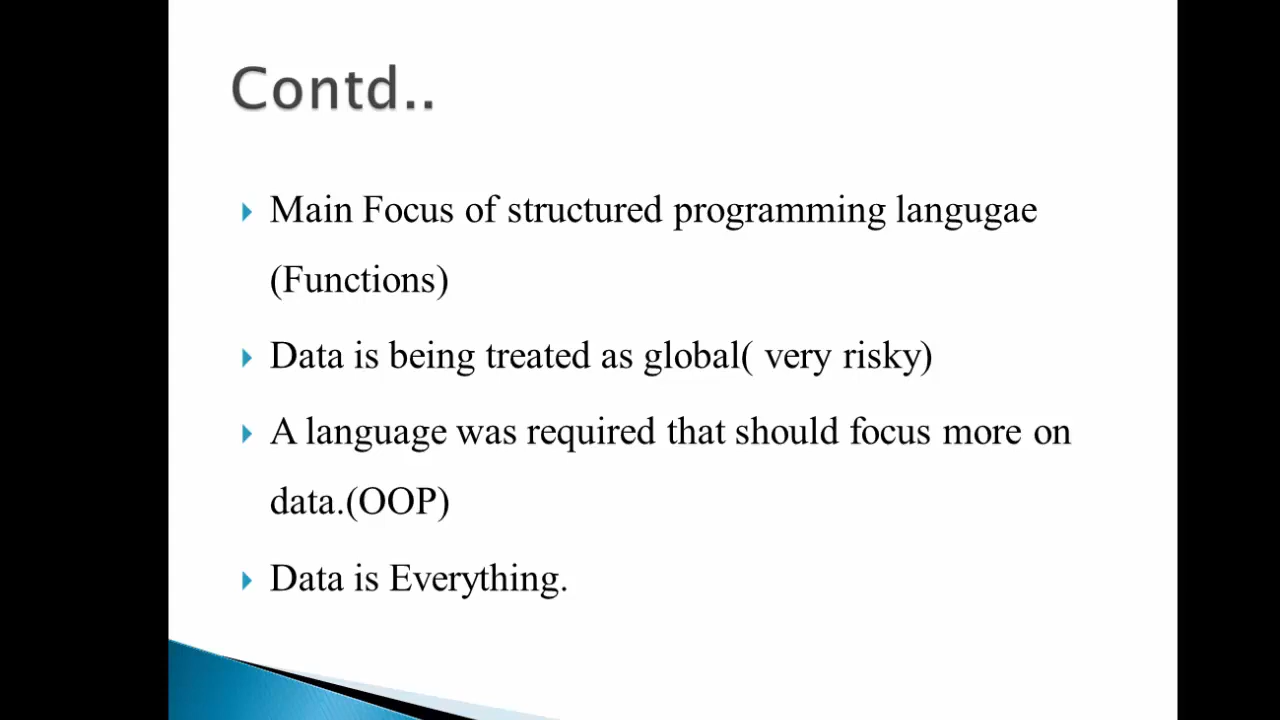 Contd..
Main Focus of structured programming langugae
(Functions)
Data is being treated as global( very risky)
A language was required that should focus more on
data.(OOP)
Data is Everything.